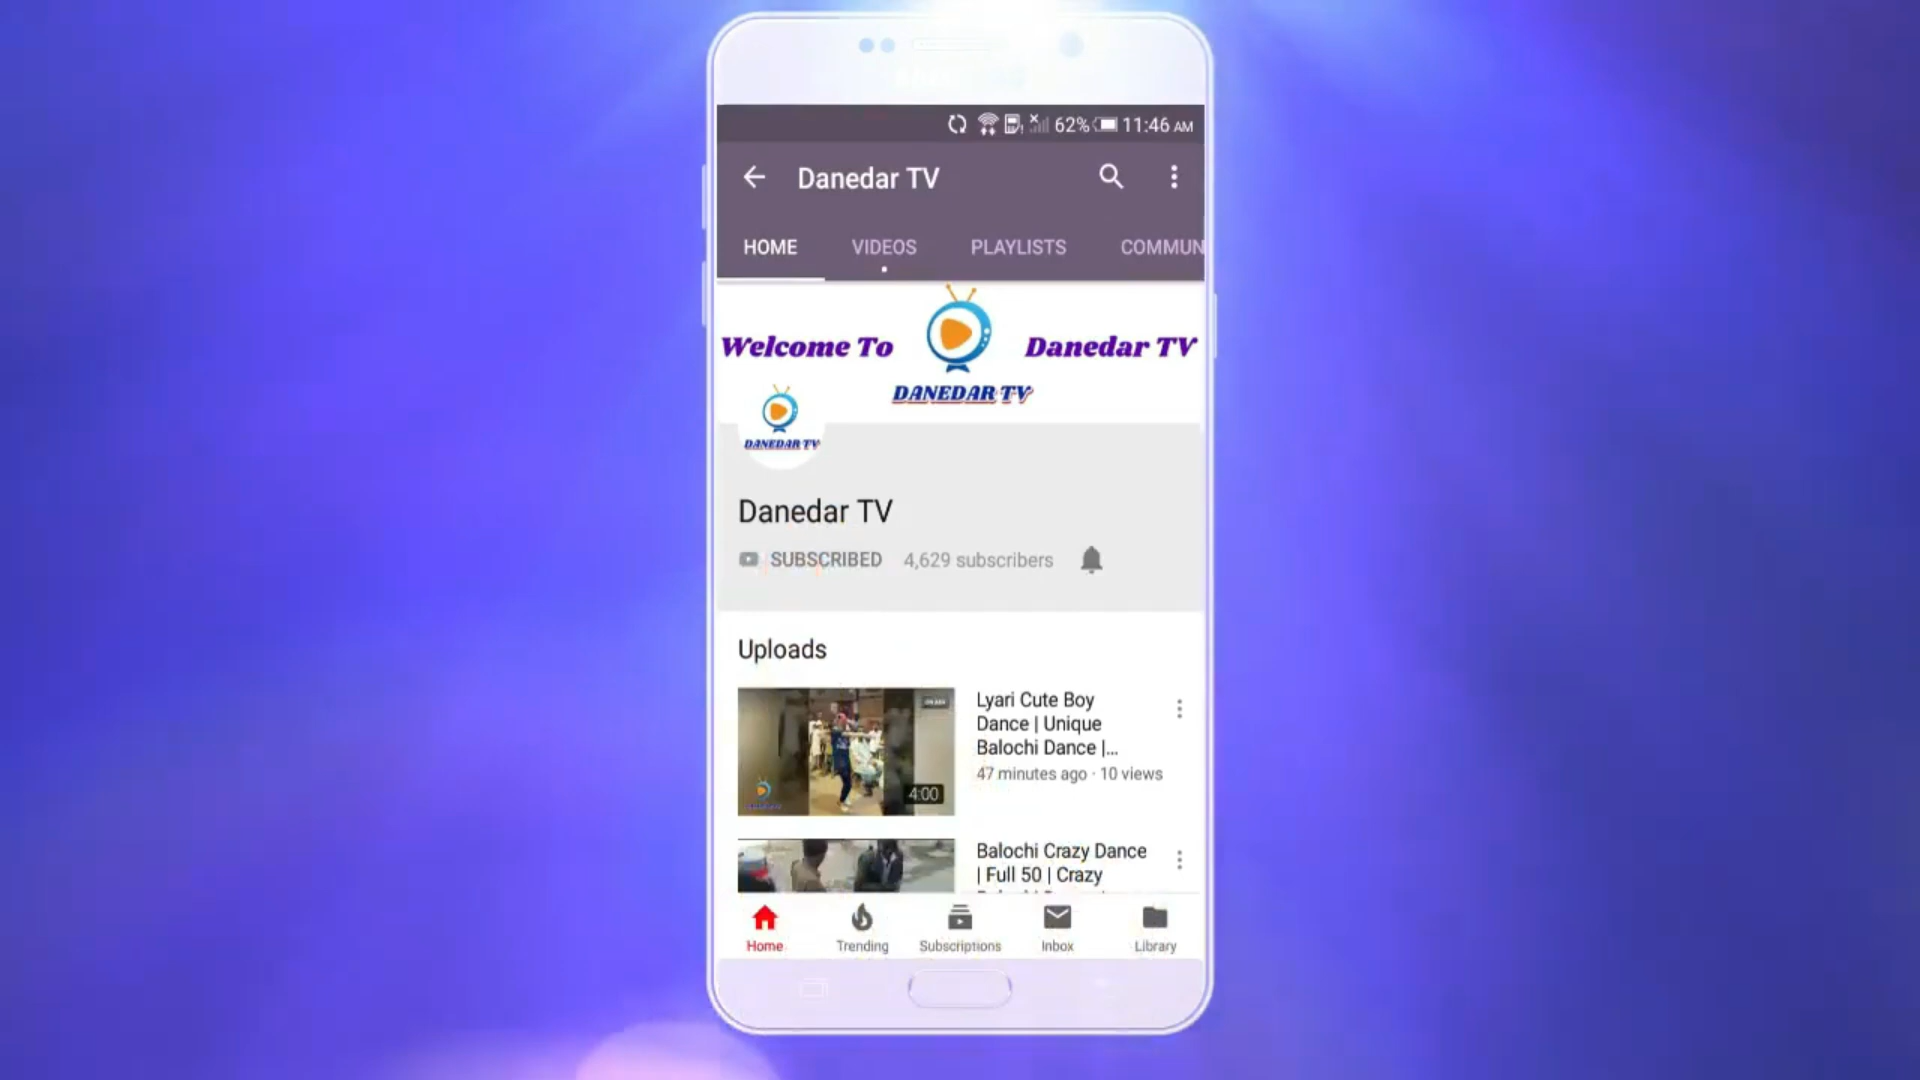 62% 11:46 AM
Danedar TV
HOME VIDEOS PLAYLISTS COMMUN
Welcome To Danedar TV
DANEDAR TV
DANEDAR TV
Danedar TV
SUBSCRIBED 4,629 subscribers
Uploads
Lyari Cute Boy
Dance | Unique
Balochi Dance |...
47 minutes ago · 10 views
4:00
Balochi Crazy Dance
| Full 50 | Crazy
Home Trending Subscriptions Inbox Library